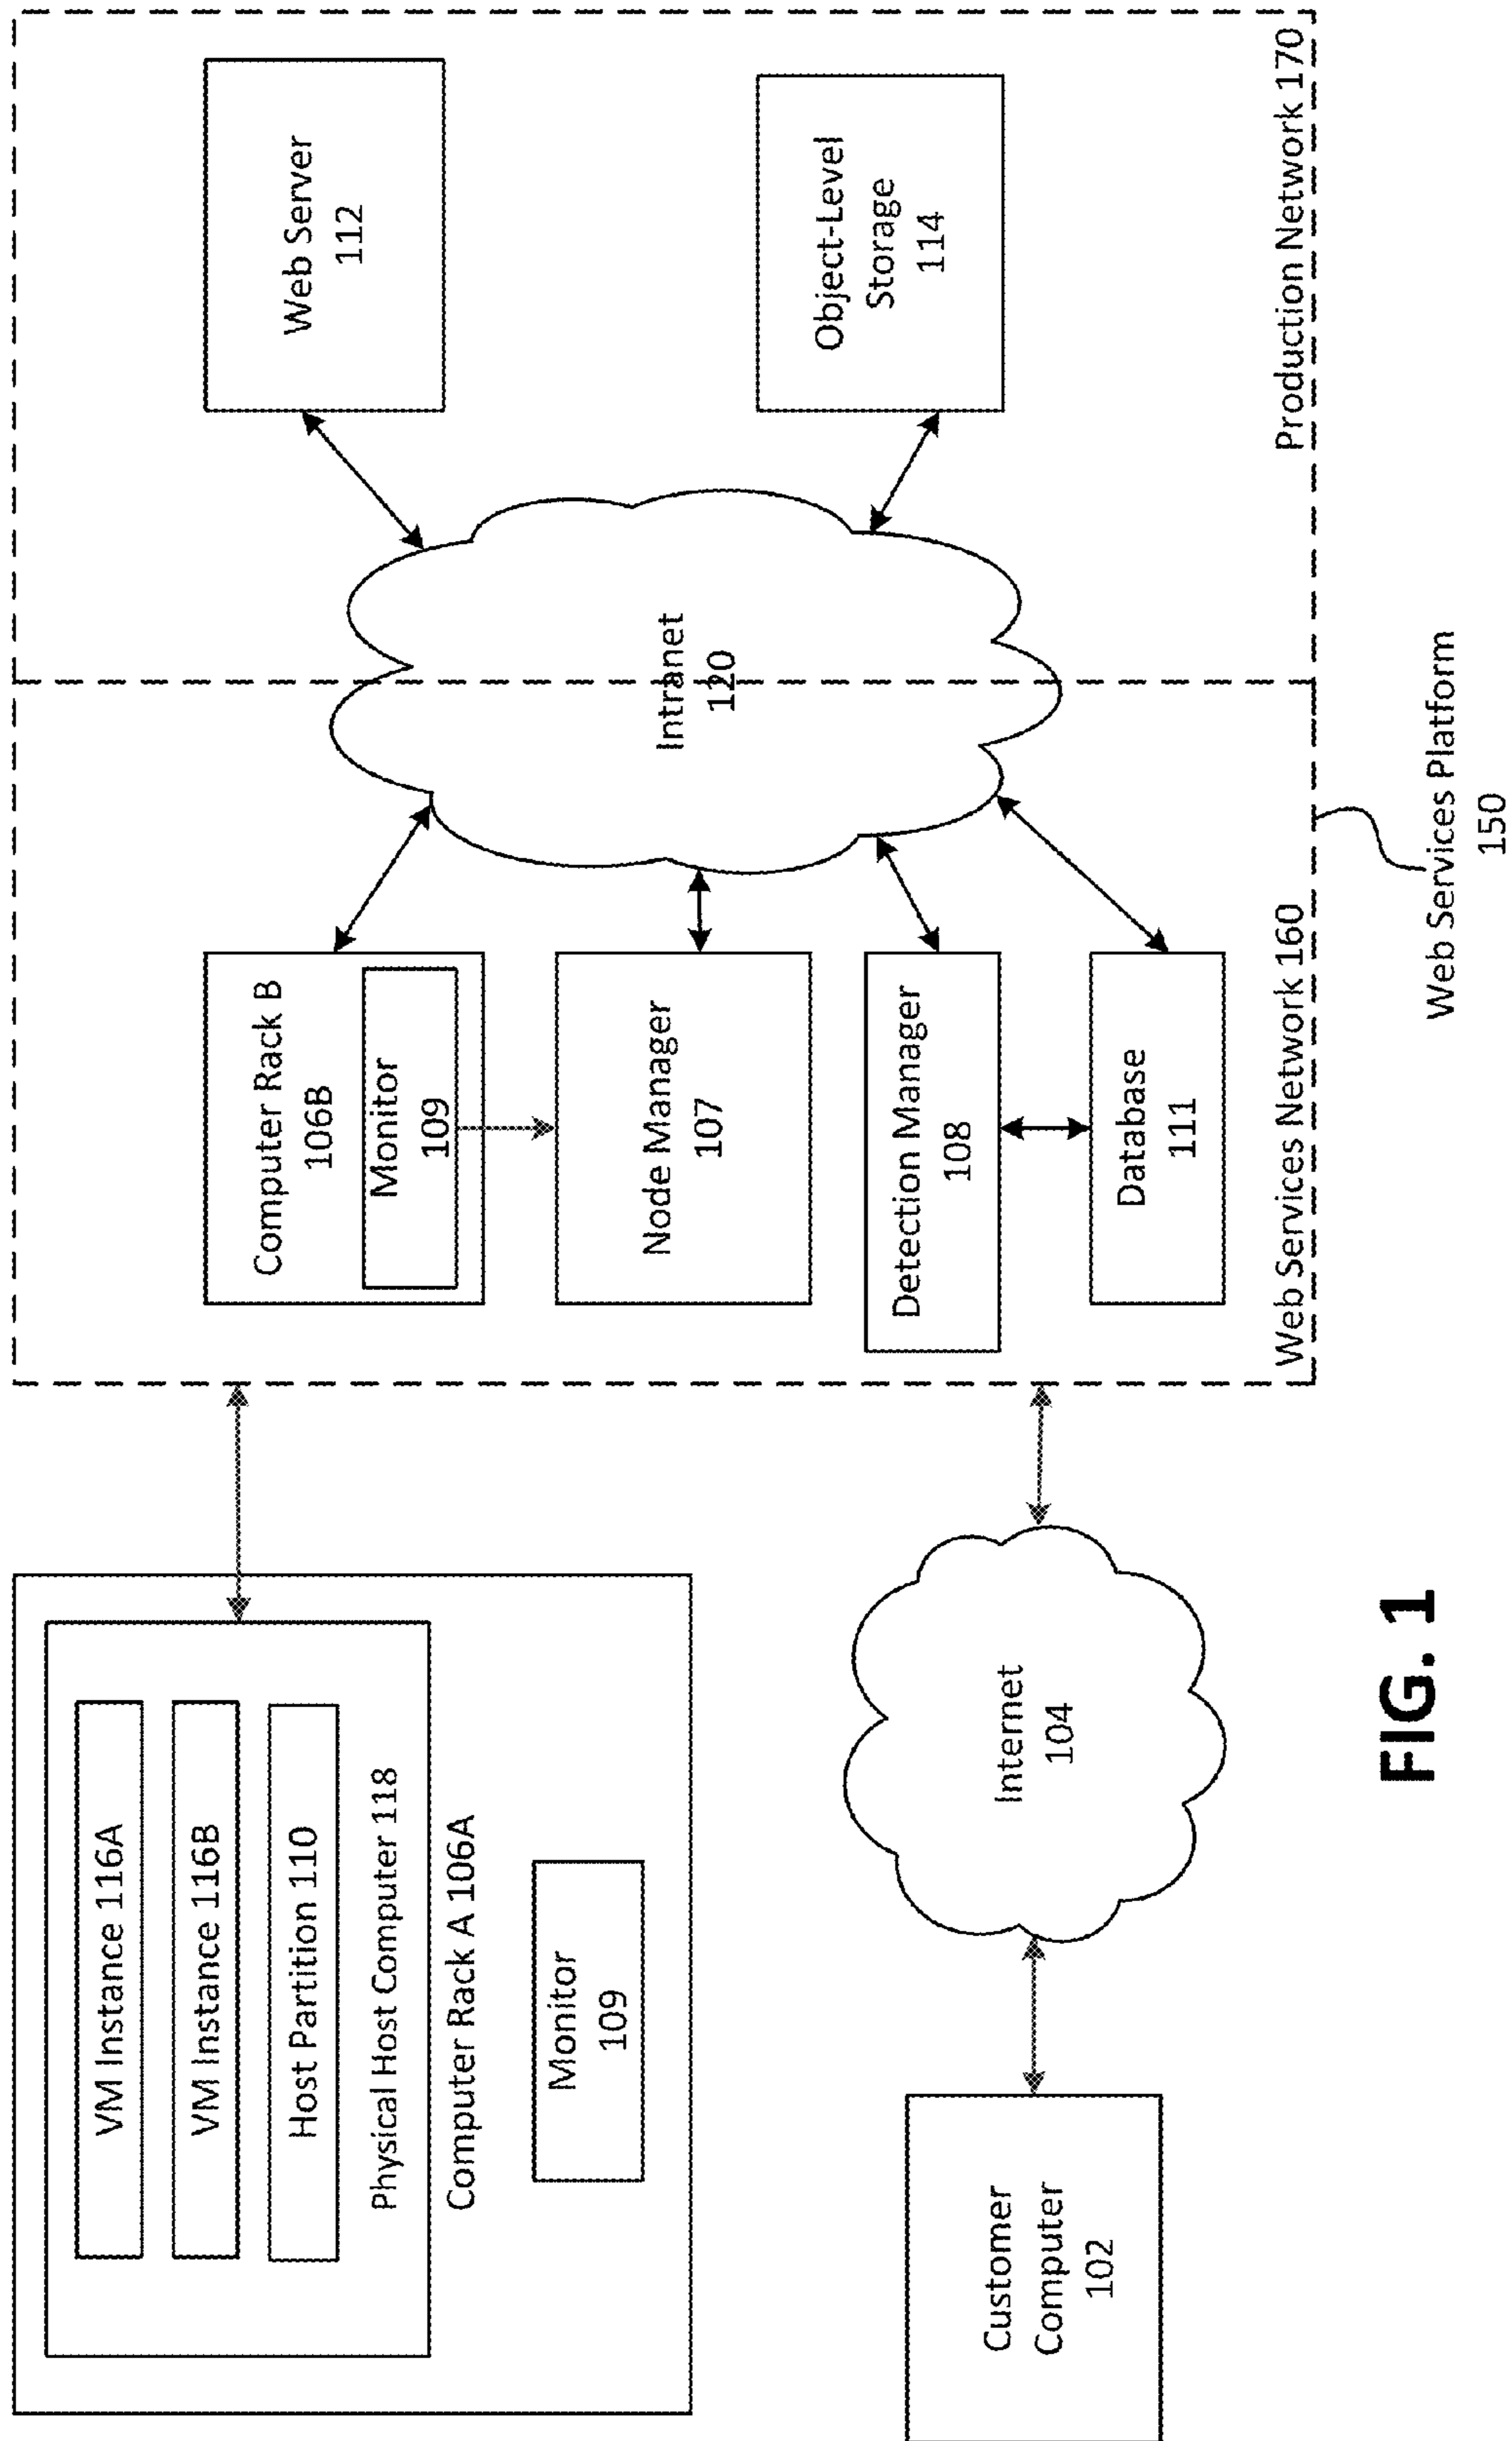 VM Instance 116A
VM Instance 116B
Host Partition 110
Physical Host Computer 118
Computer Rack A 106A
Monitor
109
Customer
Computer
102
Internet
104
Computer Rack B
106B
Monitor
109
Node Manager
107
Detection Manager
108
Database
111
Web Services Network 160
Intranet
120
Web Server
112
Object-Level
Storage
114
Production Network 170
Web Services Platform
150
FIG. 1